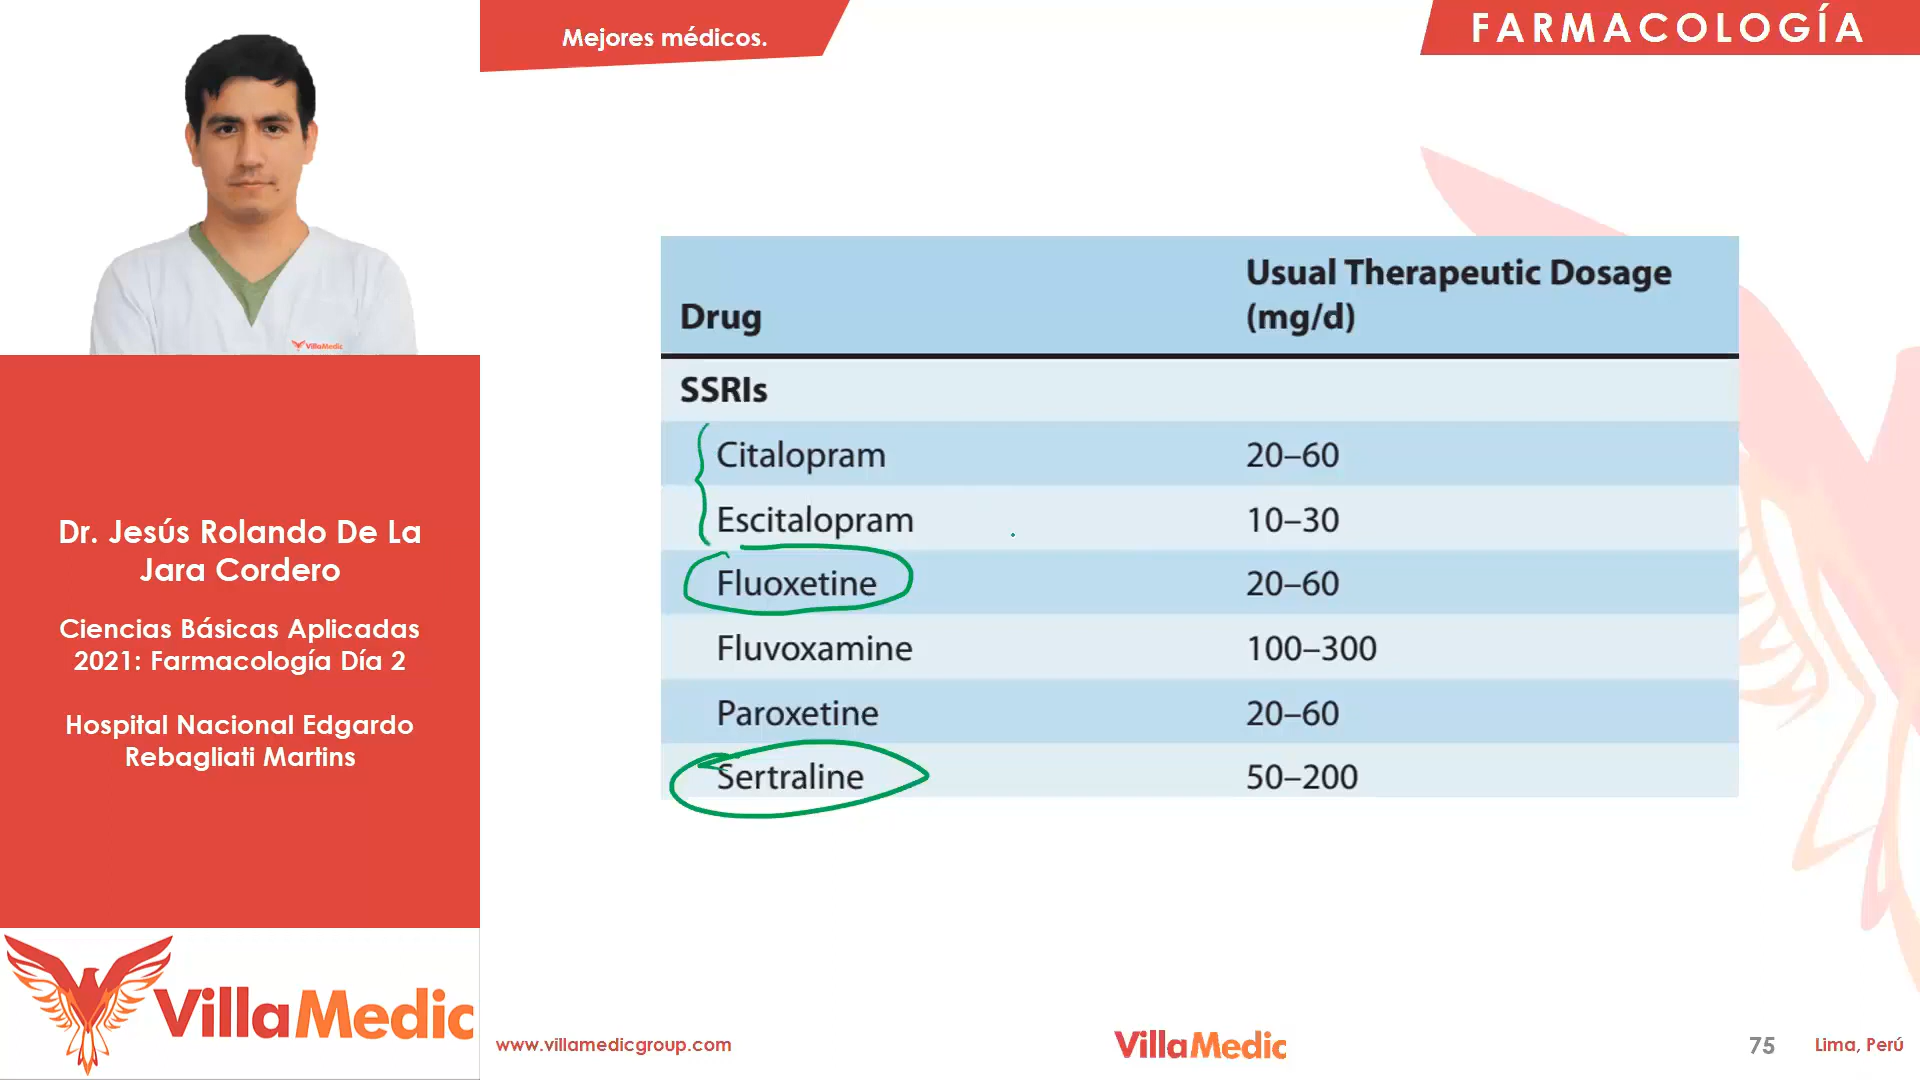 Mejores médicos.
FARMACOLOGÍA
VillaMedic
Dr. Jesús Rolando De La
Jara Cordero
Ciencias Básicas Aplicadas
2021: Farmacología Día 2
Hospital Nacional Edgardo
Rebagliati Martins
VillaMedic
Usual Therapeutic Dosage
Drug (mg/d)
SSRIs
Citalopram 20–60
Escitalopram 10–30
Fluoxetine 20–60
Fluvoxamine 100–300
Paroxetine 20–60
Sertraline 50–200
www.villamedicgroup.com
VillaMedic
75
Lima, Perú